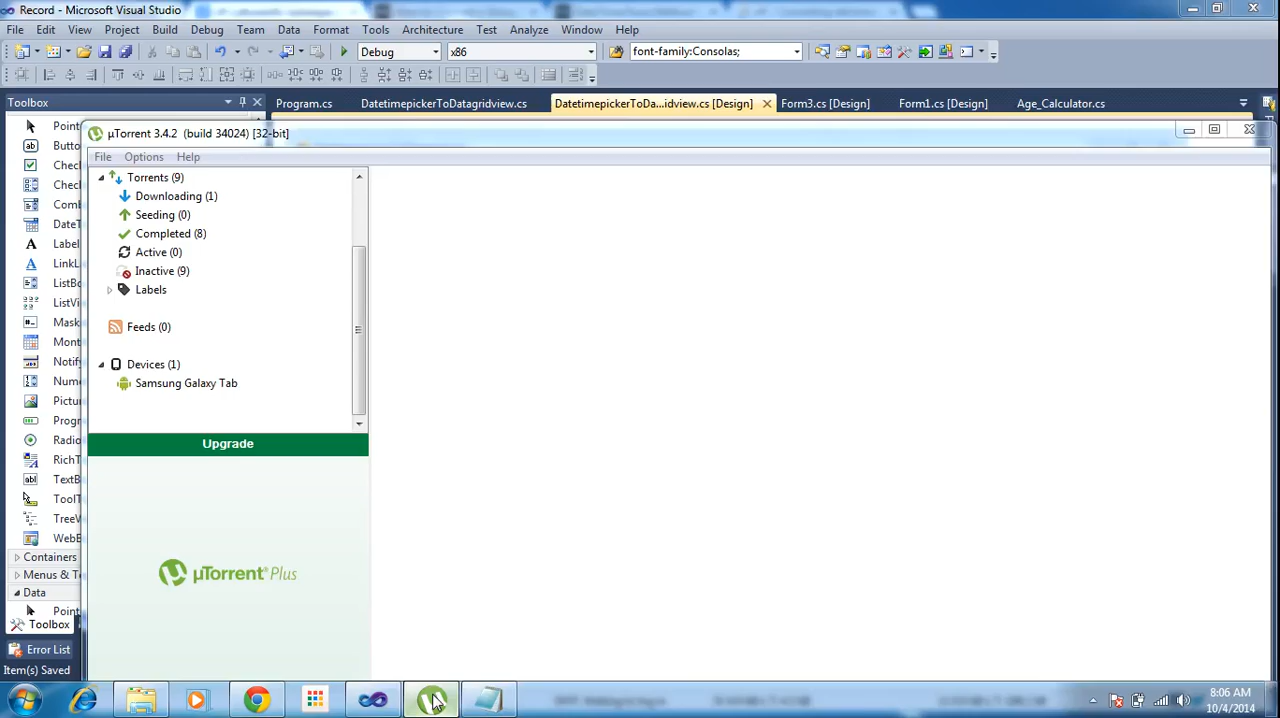 Record - Microsoft Visual Studio
File Edit View Project Build Debug Team Data Format Tools Architecture Test Analyze Window Help
Debug x86 font-family:Consolas;
Toolbox Program.cs DatetimepickerToDatagridview.cs DatetimepickerToDa...idview.cs [Design] Form3.cs [Design] Form1.cs [Design] Age_Calculator.cs
Point
µTorrent 3.4.2 (build 34024) [32-bit]
Butto
File Options Help
Check
Torrents (9)
Check
Downloading (1)
Comb
Seeding (0)
DateT
Completed (8)
Label
Active (0)
LinkL
Inactive (9)
ListBo
Labels
ListVi
Mask
Feeds (0)
Mont
Notify
Devices (1)
Nume
Samsung Galaxy Tab
Pictur
Progr
Radio
Upgrade
RichT
TextB
ToolT
TreeV
WebB
Containers
Menus & To
µTorrent® Plus
Data
Point
Toolbox
Error List
Item(s) Saved
8:06 AM
10/4/2014